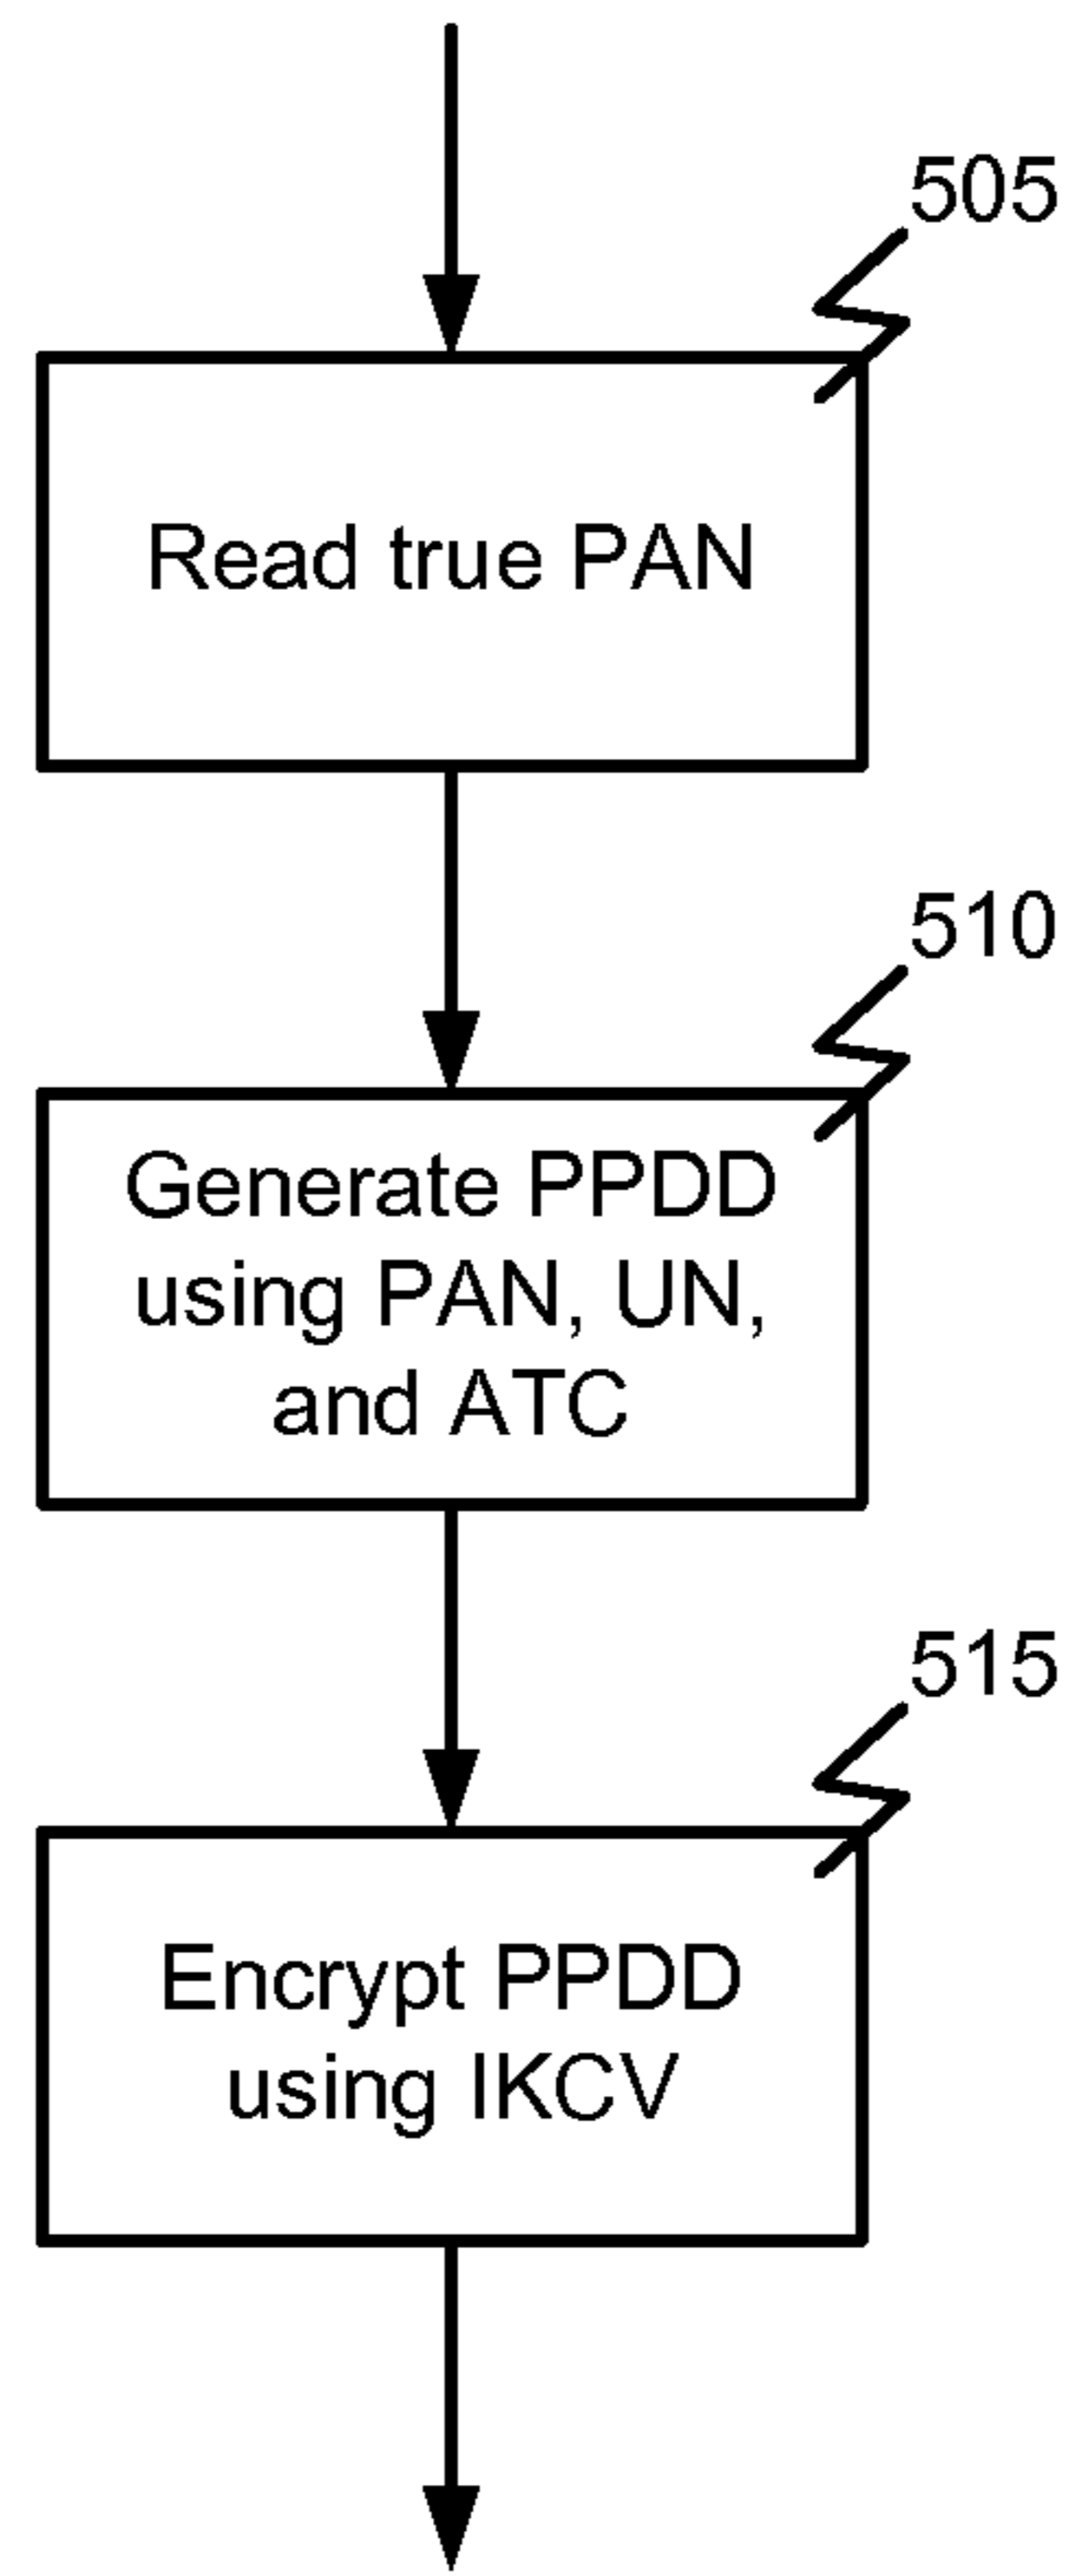 505
Read true PAN
510
Generate PPDD
using PAN, UN,
and ATC
515
Encrypt PPDD
using IKCV